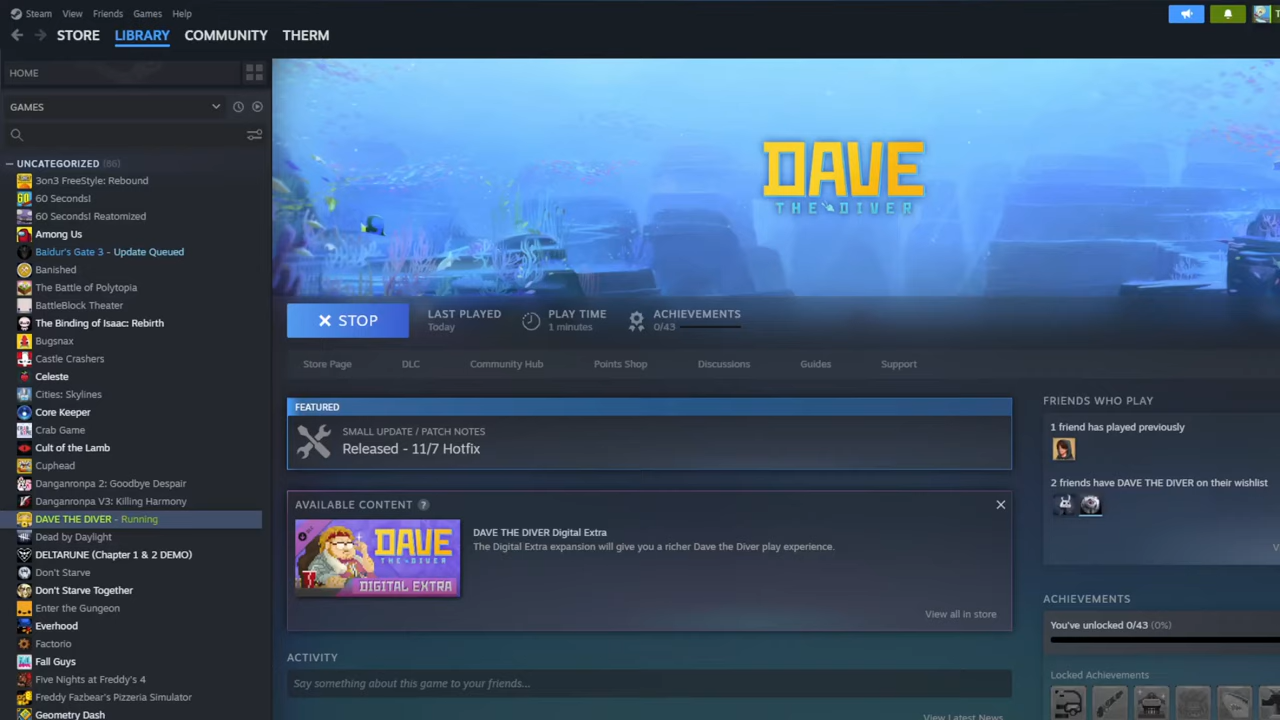 Steam View Friends Games Help
STORE LIBRARY COMMUNITY THERM
HOME
GAMES
UNCATEGORIZED (86)
3on3 FreeStyle: Rebound
60 Seconds!
60 Seconds! Reatomized
Among Us
Baldur's Gate 3 - Update Queued
Banished
The Battle of Polytopia
BattleBlock Theater
The Binding of Isaac: Rebirth
Bugsnax
Castle Crashers
Celeste
Cities: Skylines
Core Keeper
Crab Game
Cult of the Lamb
Cuphead
Danganronpa 2: Goodbye Despair
Danganronpa V3: Killing Harmony
DAVE THE DIVER - Running
Dead by Daylight
DELTARUNE (Chapter 1 & 2 DEMO)
Don't Starve
Don't Starve Together
Enter the Gungeon
Everhood
Factorio
Fall Guys
Five Nights at Freddy's 4
Freddy Fazbear's Pizzeria Simulator
Geometry Dash
DAVE
THE DIVER
STOP
LAST PLAYED
Today
PLAY TIME
1 minutes
ACHIEVEMENTS
0/43
Store Page DLC Community Hub Points Shop Discussions Guides Support
FEATURED
SMALL UPDATE / PATCH NOTES
Released - 11/7 Hotfix
AVAILABLE CONTENT ?
DAVE
THE DIVER
DIGITAL EXTRA
DAVE THE DIVER Digital Extra
The Digital Extra expansion will give you a richer Dave the Diver play experience.
View all in store
ACTIVITY
Say something about this game to your friends...
View Latest News
FRIENDS WHO PLAY
1 friend has played previously
2 friends have DAVE THE DIVER on their wishlist
ACHIEVEMENTS
You've unlocked 0/43 (0%)
Locked Achievements